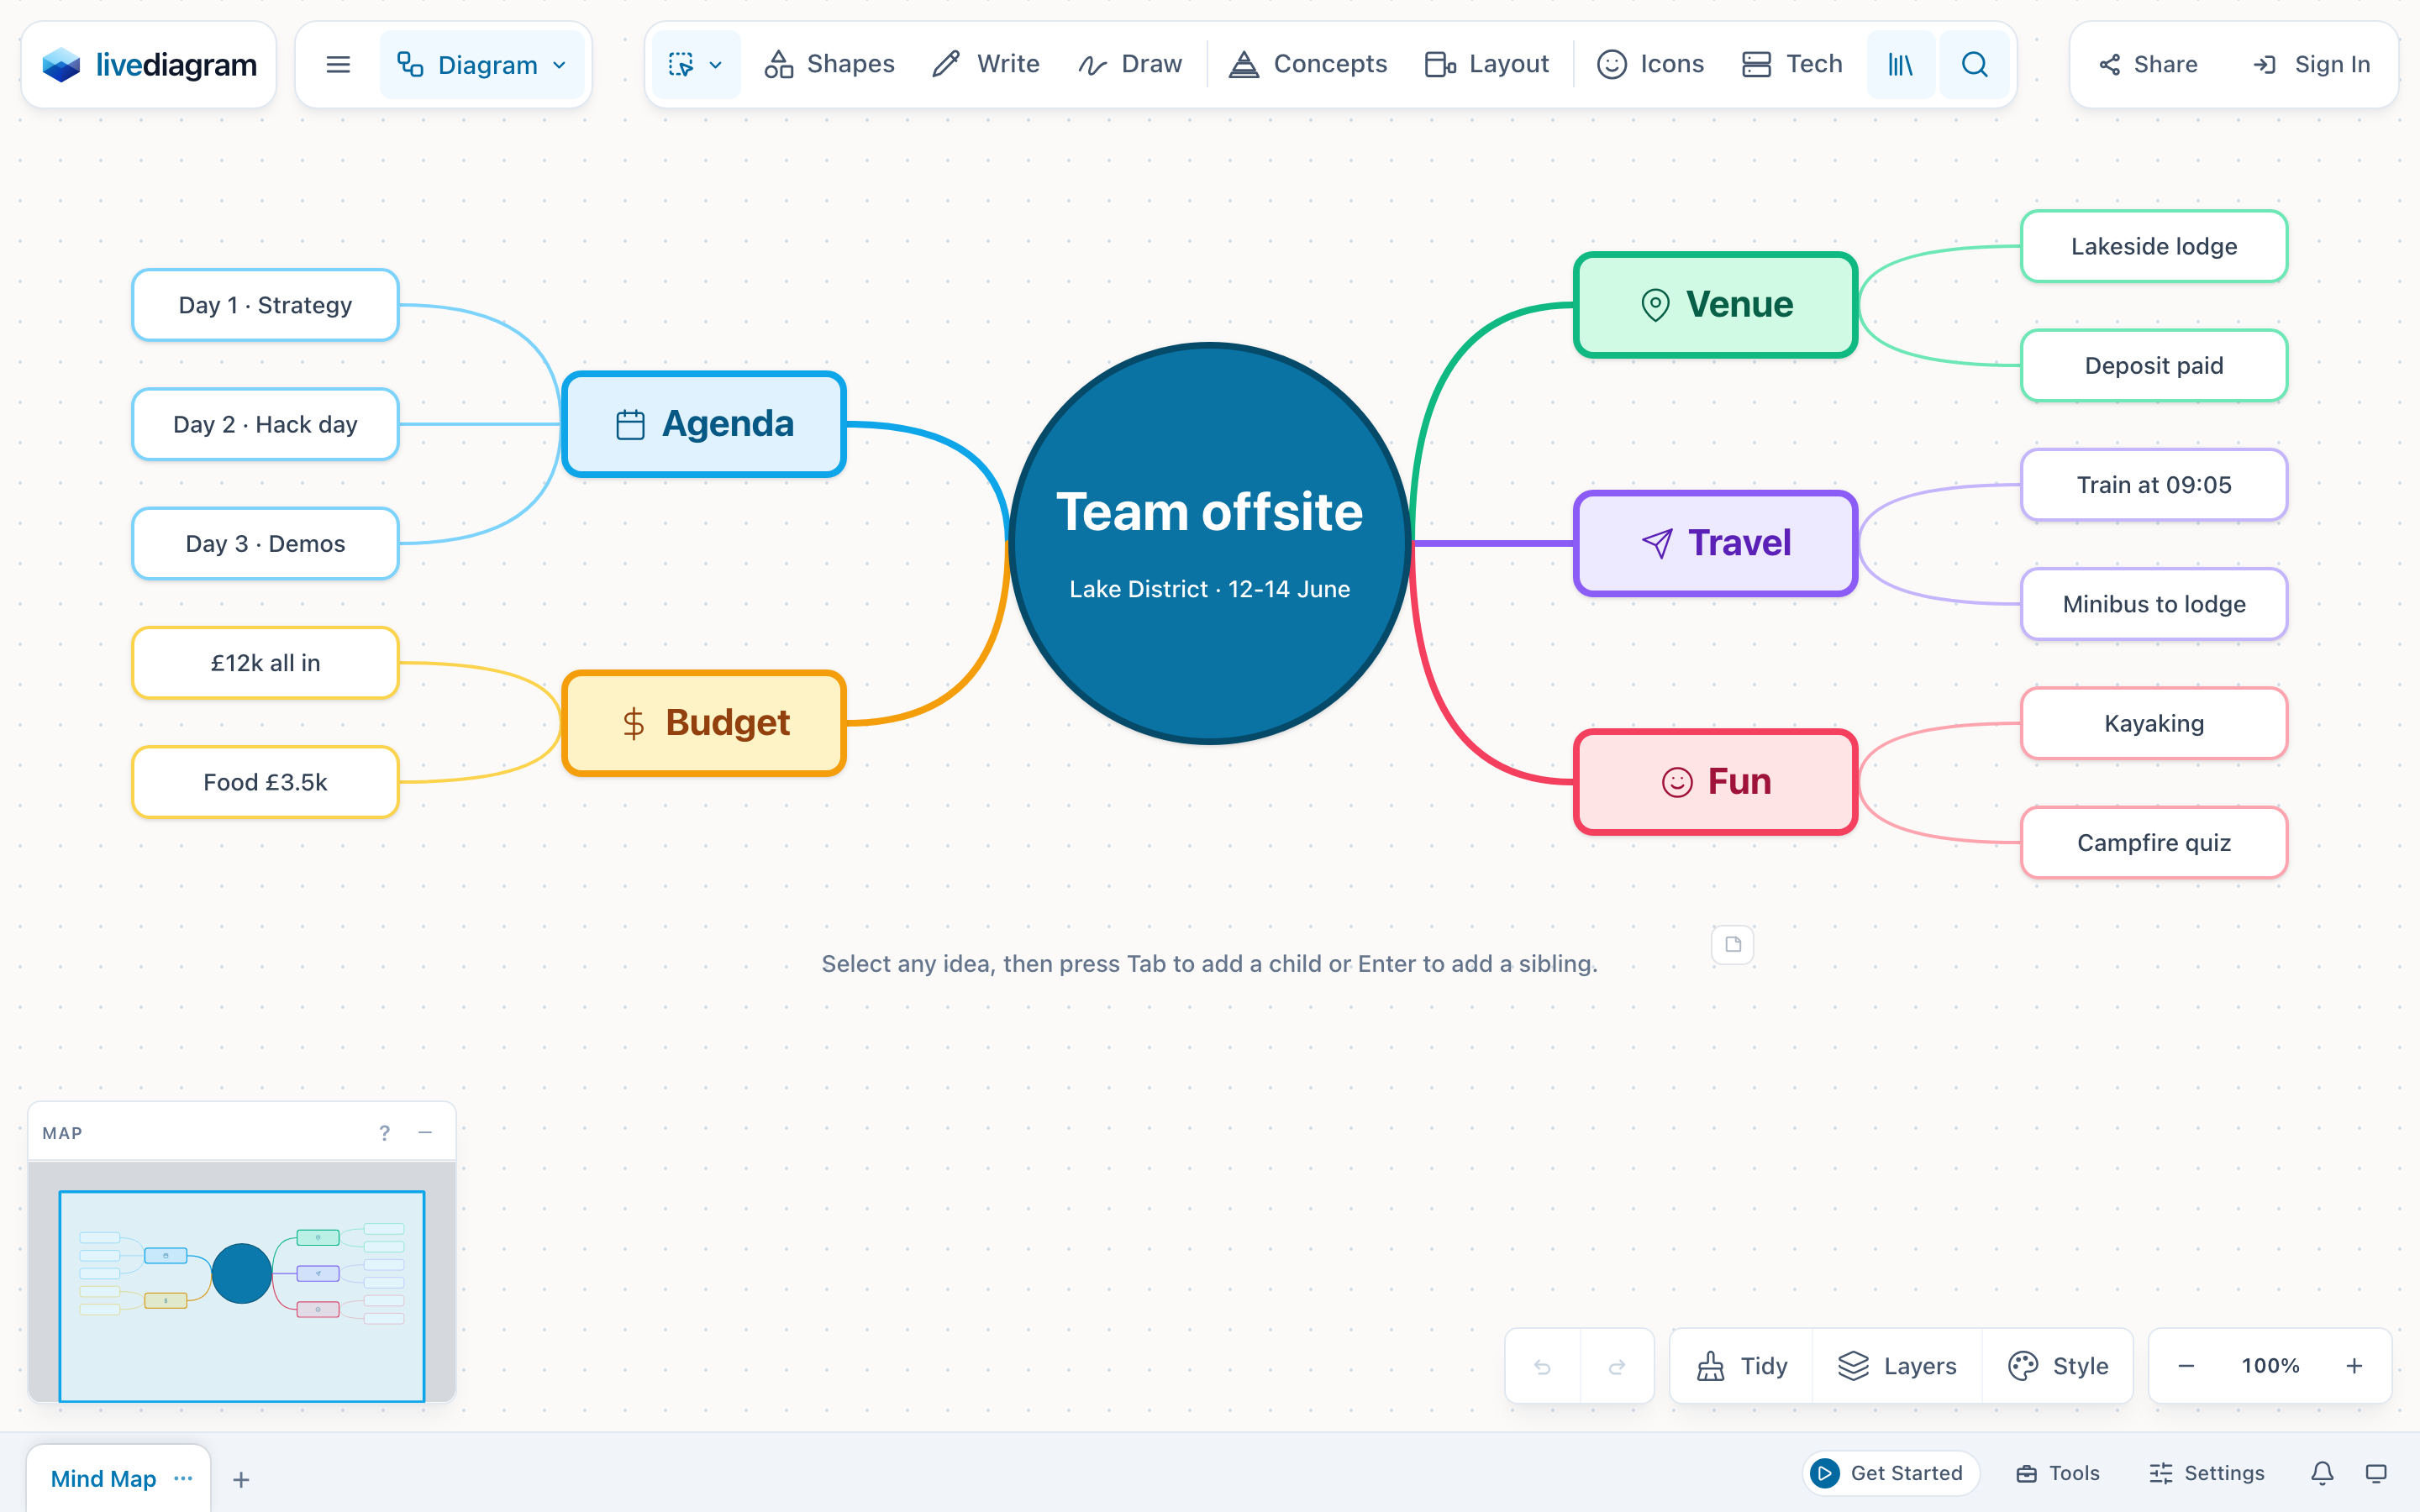 livediagram
Diagram
Shapes
Write
Draw
Concepts
Layout
Icons
Tech
Share
Sign In
Day 1 · Strategy
Day 2 · Hack day
Day 3 · Demos
£12k all in
Food £3.5k
Agenda
Budget
Team offsite
Lake District · 12-14 June
Venue
Travel
Fun
Lakeside lodge
Deposit paid
Train at 09:05
Minibus to lodge
Kayaking
Campfire quiz
Select any idea, then press Tab to add a child or Enter to add a sibling.
MAP
?
Tidy
Layers
Style
100%
Mind Map
Get Started
Tools
Settings